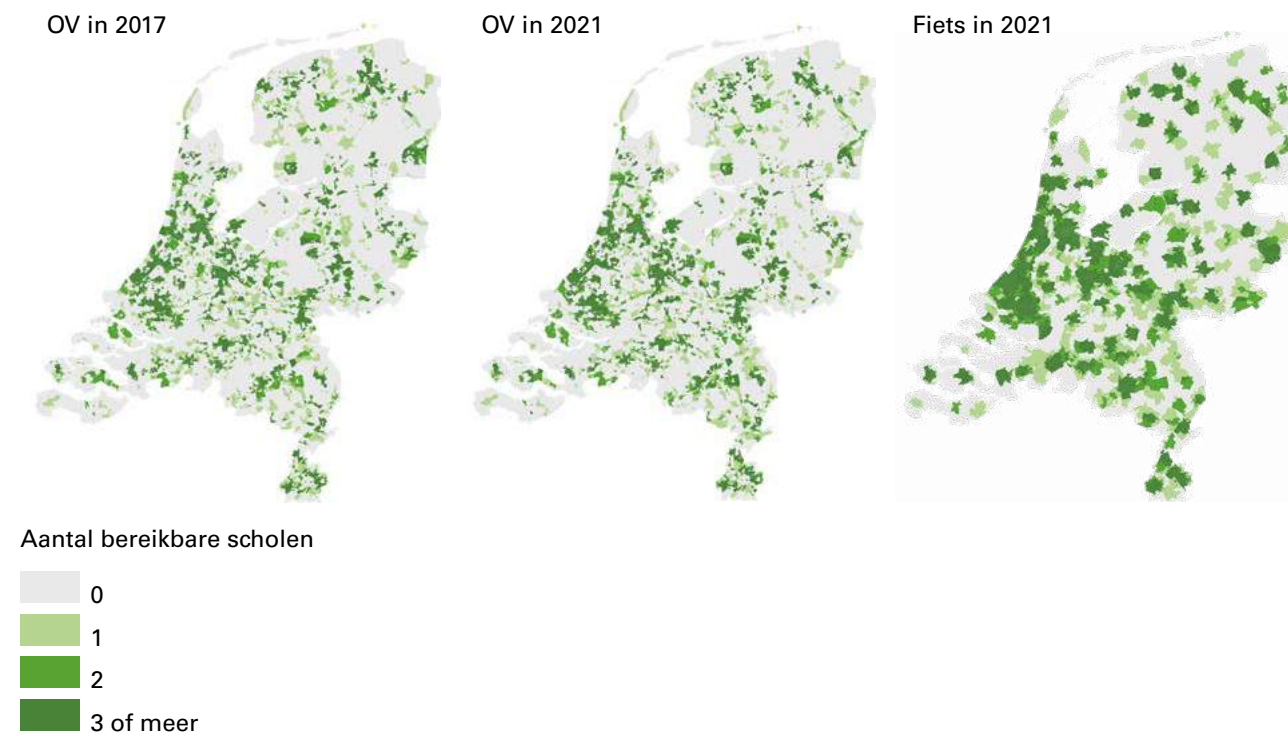 OV in 2017
OV in 2021
Fiets in 2021
Aantal bereikbare scholen
0
1
2
3 of meer